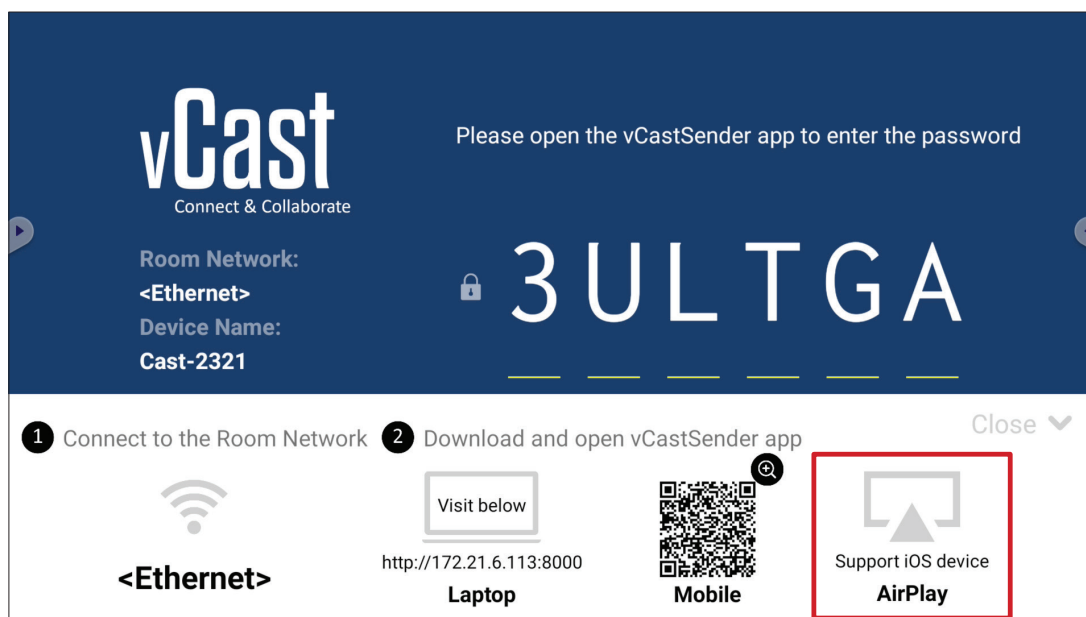 vCast
Connect & Collaborate
Please open the vCastSender app to enter the password
Room Network:
<Ethernet>
Device Name:
Cast-2321
3ULTGA
Close
1 Connect to the Room Network
2 Download and open vCastSender app
<Ethernet>
Visit below
http://172.21.6.113:8000
Laptop
Mobile
Support iOS device
AirPlay